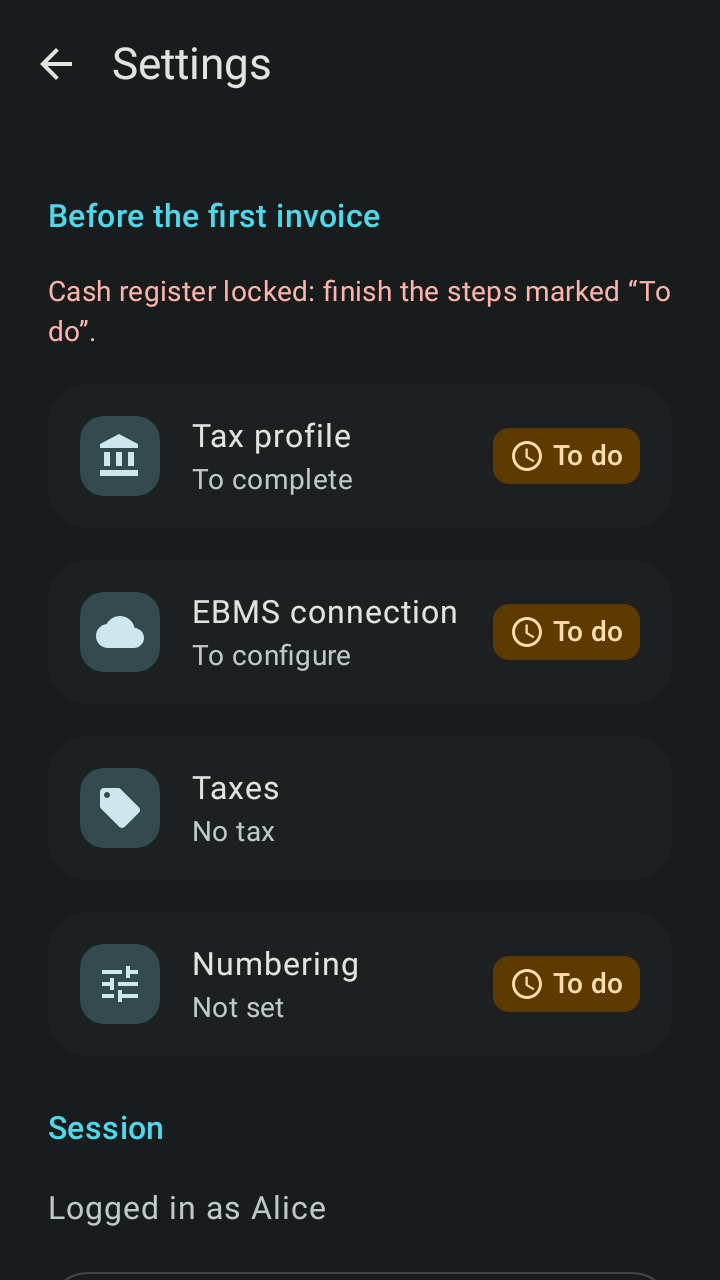 Settings
Before the first invoice
Cash register locked: finish the steps marked “To
do”.
Tax profile
To complete
To do
EBMS connection
To configure
To do
Taxes
No tax
Numbering
Not set
To do
Session
Logged in as Alice